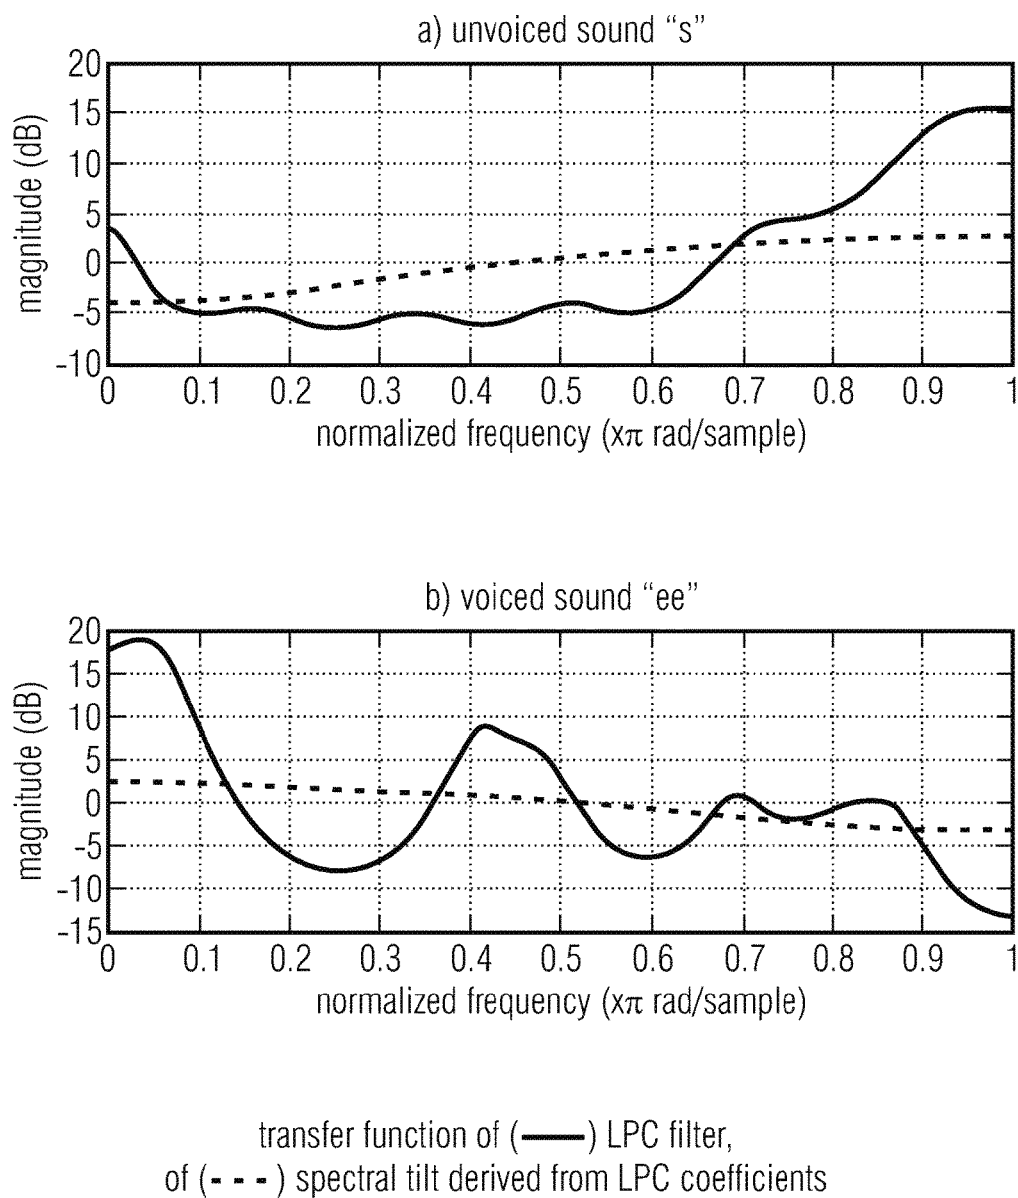 a) unvoiced sound “s”
magnitude (dB)
20
15
10
5
0
-5
-10
0 0.1 0.2 0.3 0.4 0.5 0.6 0.7 0.8 0.9 1
normalized frequency (xπ rad/sample)
b) voiced sound “ee”
magnitude (dB)
20
15
10
5
0
-5
-10
-15
0 0.1 0.2 0.3 0.4 0.5 0.6 0.7 0.8 0.9 1
normalized frequency (xπ rad/sample)
transfer function of (——) LPC filter,
of (- - - ) spectral tilt derived from LPC coefficients